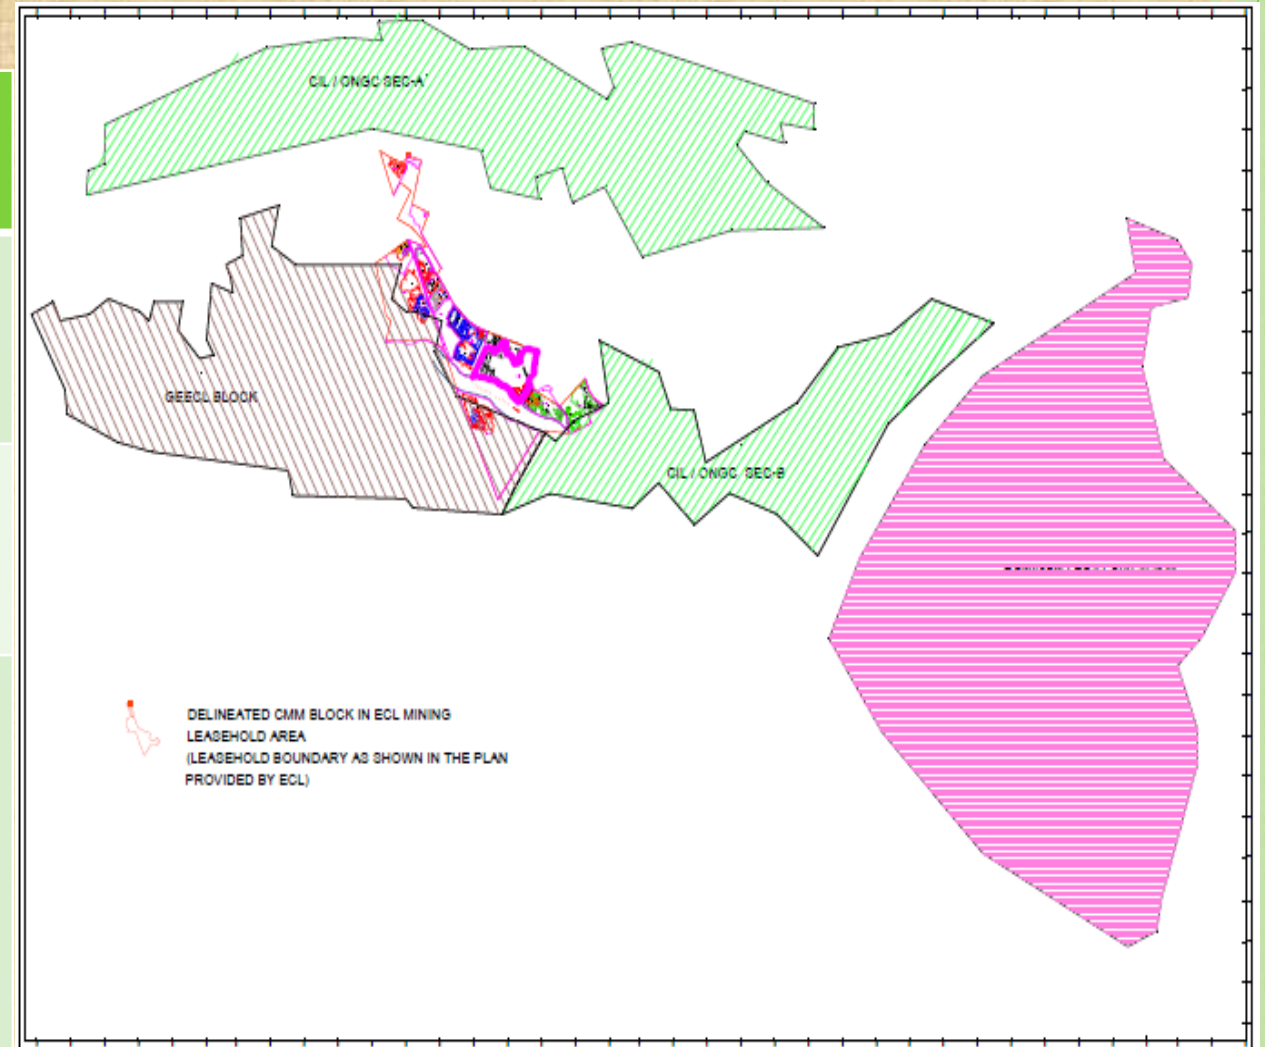 CIL / ONGC SEC-A'
GEECL BLOCK
CIL / ONGC SEC-B
DELINEATED CMM BLOCK IN ECL MINING
LEASEHOLD AREA
(LEASEHOLD BOUNDARY AS SHOWN IN THE PLAN
PROVIDED BY ECL)